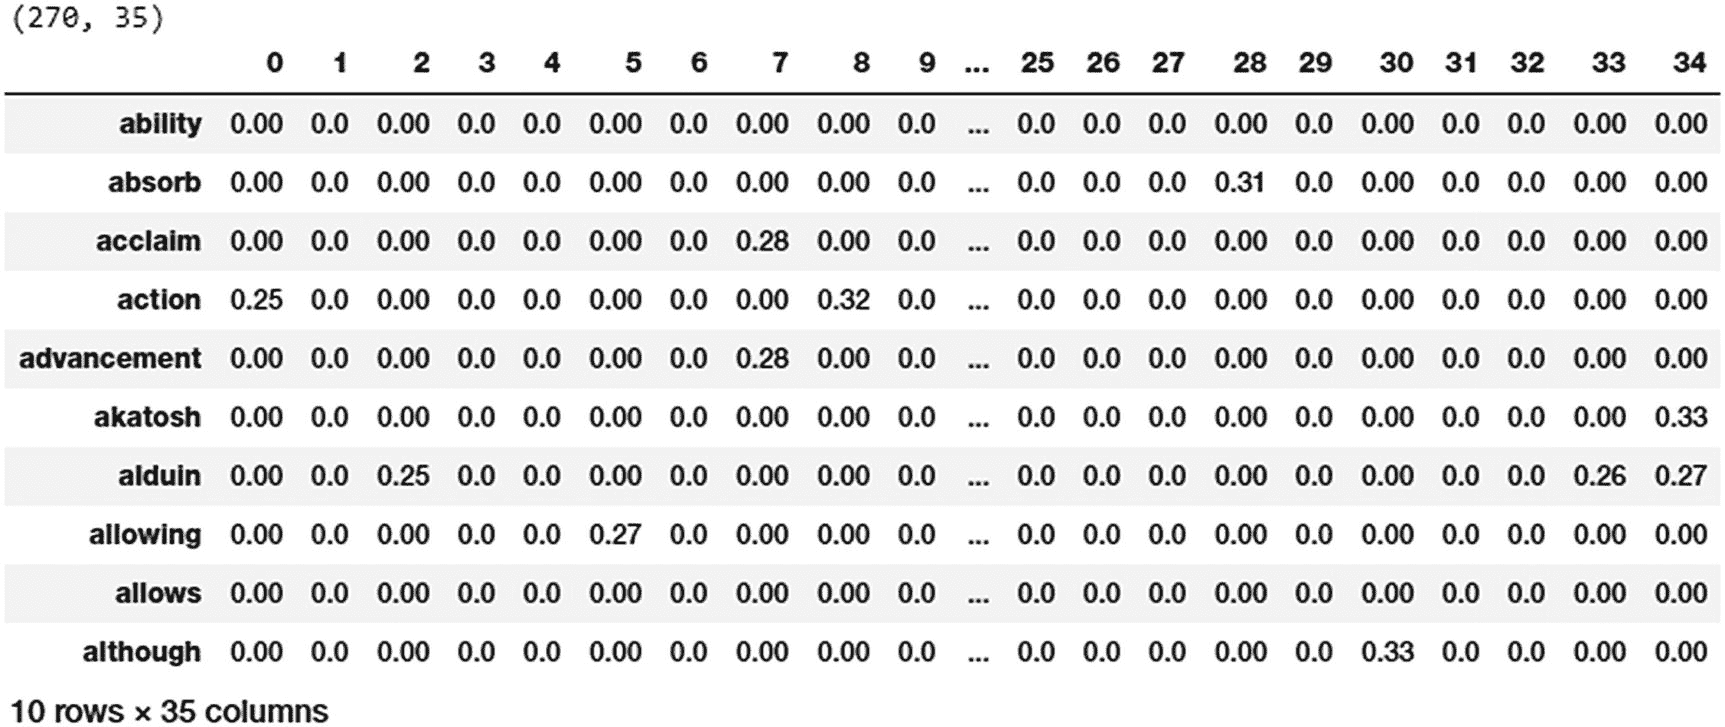 (270, 35)
0 1 2 3 4 5 6 7 8 9 ... 25 26 27 28 29 30 31 32 33 34
ability 0.00 0.0 0.00 0.0 0.0 0.00 0.0 0.00 0.00 0.0 ... 0.0 0.0 0.0 0.00 0.0 0.00 0.0 0.0 0.00 0.00
absorb 0.00 0.0 0.00 0.0 0.0 0.00 0.0 0.00 0.00 0.0 ... 0.0 0.0 0.0 0.31 0.0 0.00 0.0 0.0 0.00 0.00
acclaim 0.00 0.0 0.00 0.0 0.0 0.00 0.0 0.28 0.00 0.0 ... 0.0 0.0 0.0 0.00 0.0 0.00 0.0 0.0 0.00 0.00
action 0.25 0.0 0.00 0.0 0.0 0.00 0.0 0.00 0.32 0.0 ... 0.0 0.0 0.0 0.00 0.0 0.00 0.0 0.0 0.00 0.00
advancement 0.00 0.0 0.00 0.0 0.0 0.00 0.0 0.28 0.00 0.0 ... 0.0 0.0 0.0 0.00 0.0 0.00 0.0 0.0 0.00 0.00
akatosh 0.00 0.0 0.00 0.0 0.0 0.00 0.0 0.00 0.00 0.0 ... 0.0 0.0 0.0 0.00 0.0 0.00 0.0 0.0 0.00 0.33
alduin 0.00 0.0 0.25 0.0 0.0 0.00 0.0 0.00 0.00 0.0 ... 0.0 0.0 0.0 0.00 0.0 0.00 0.0 0.0 0.26 0.27
allowing 0.00 0.0 0.00 0.0 0.0 0.27 0.0 0.00 0.00 0.0 ... 0.0 0.0 0.0 0.00 0.0 0.00 0.0 0.0 0.00 0.00
allows 0.00 0.0 0.00 0.0 0.0 0.00 0.0 0.00 0.00 0.0 ... 0.0 0.0 0.0 0.00 0.0 0.00 0.0 0.0 0.00 0.00
although 0.00 0.0 0.00 0.0 0.0 0.00 0.0 0.00 0.00 0.0 ... 0.0 0.0 0.0 0.00 0.0 0.33 0.0 0.0 0.00 0.00
10 rows × 35 columns